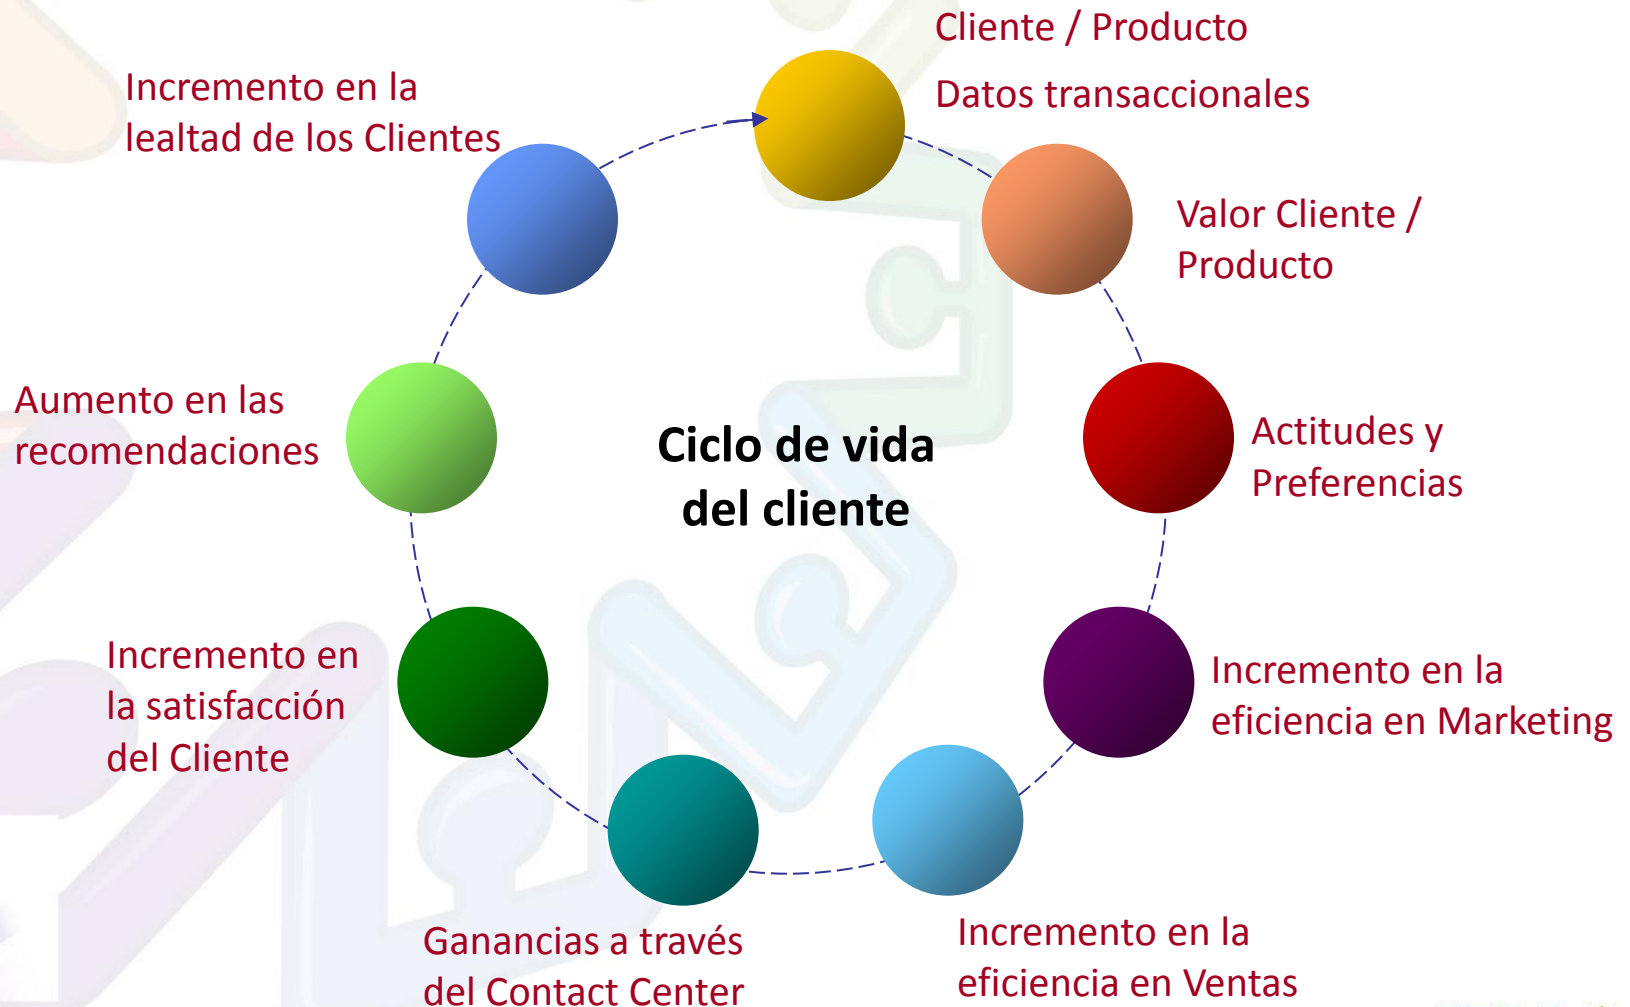 Cliente / Producto
Datos transaccionales
Valor Cliente /
Producto
Actitudes y
Preferencias
Incremento en la
eficiencia en Marketing
Incremento en la
eficiencia en Ventas
Ganancias a través
del Contact Center
Incremento en
la satisfacción
del Cliente
Aumento en las
recomendaciones
Incremento en la
lealtad de los Clientes
Ciclo de vida
del cliente